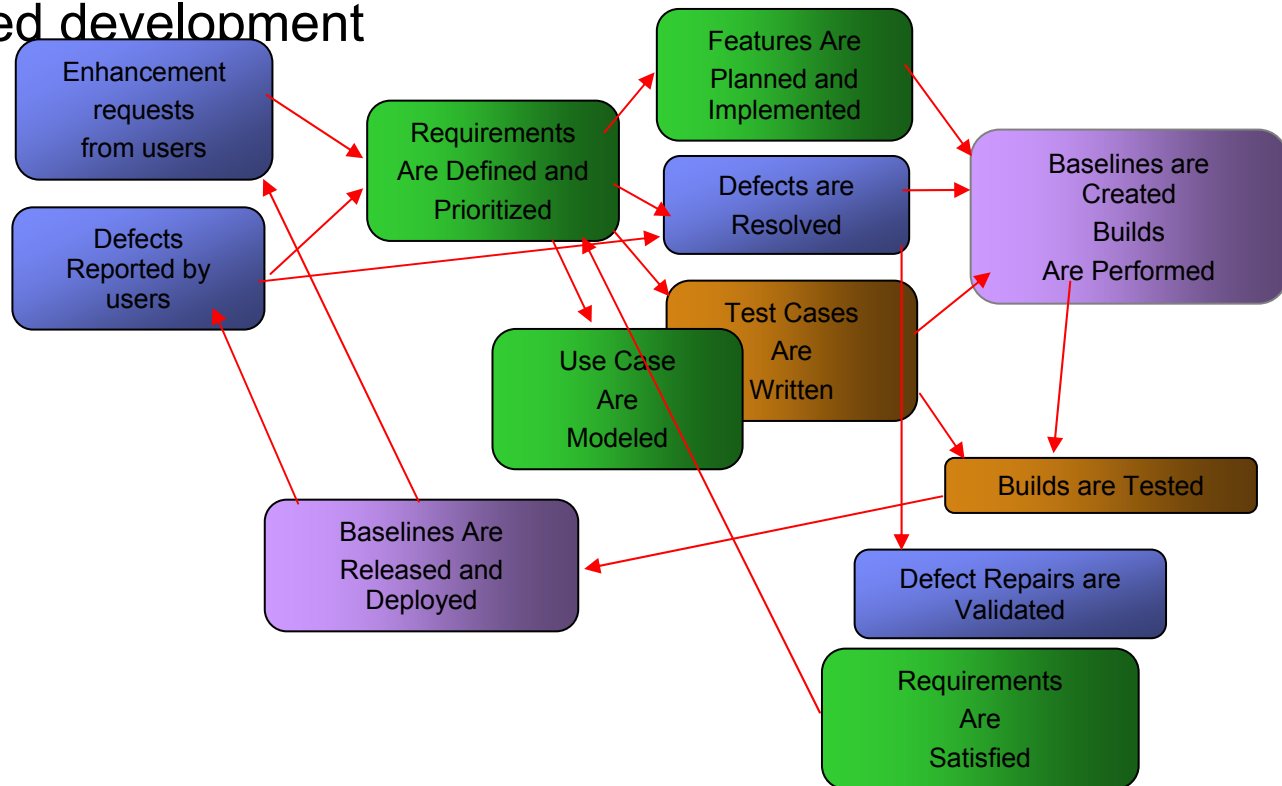 ed development
Enhancement
requests
from users
Defects
Reported by
users
Requirements
Are Defined and
Prioritized
Features Are
Planned and
Implemented
Defects are
Resolved
Test Cases
Are
Written
Use Case
Are
Modeled
Baselines are
Created
Builds
Are Performed
Builds are Tested
Baselines Are
Released and
Deployed
Defect Repairs are
Validated
Requirements
Are
Satisfied